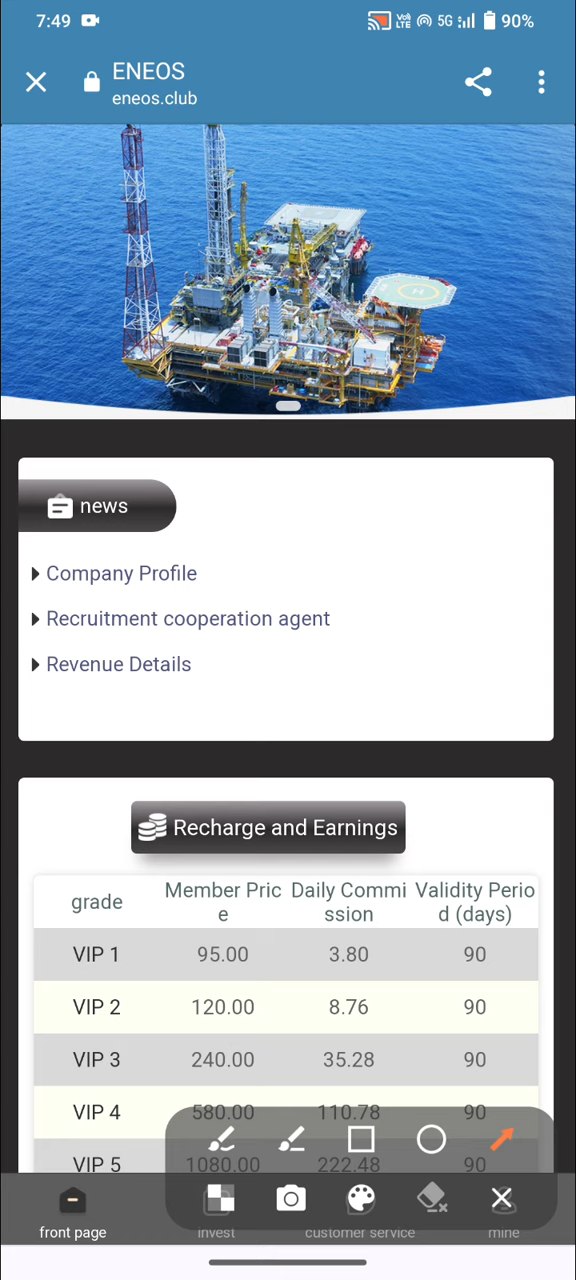 7:49 Vo) LTE 5G 90%
ENEOS
eneos.club
news
Company Profile
Recruitment cooperation agent
Revenue Details
Recharge and Earnings
grade Member Pric Daily Commi Validity Perio
e ssion d (days)
VIP 1 95.00 3.80 90
VIP 2 120.00 8.76 90
VIP 3 240.00 35.28 90
VIP 4 580.00 110.78 90
VIP 5 1080.00 222.48 90
front page invest customer service mine